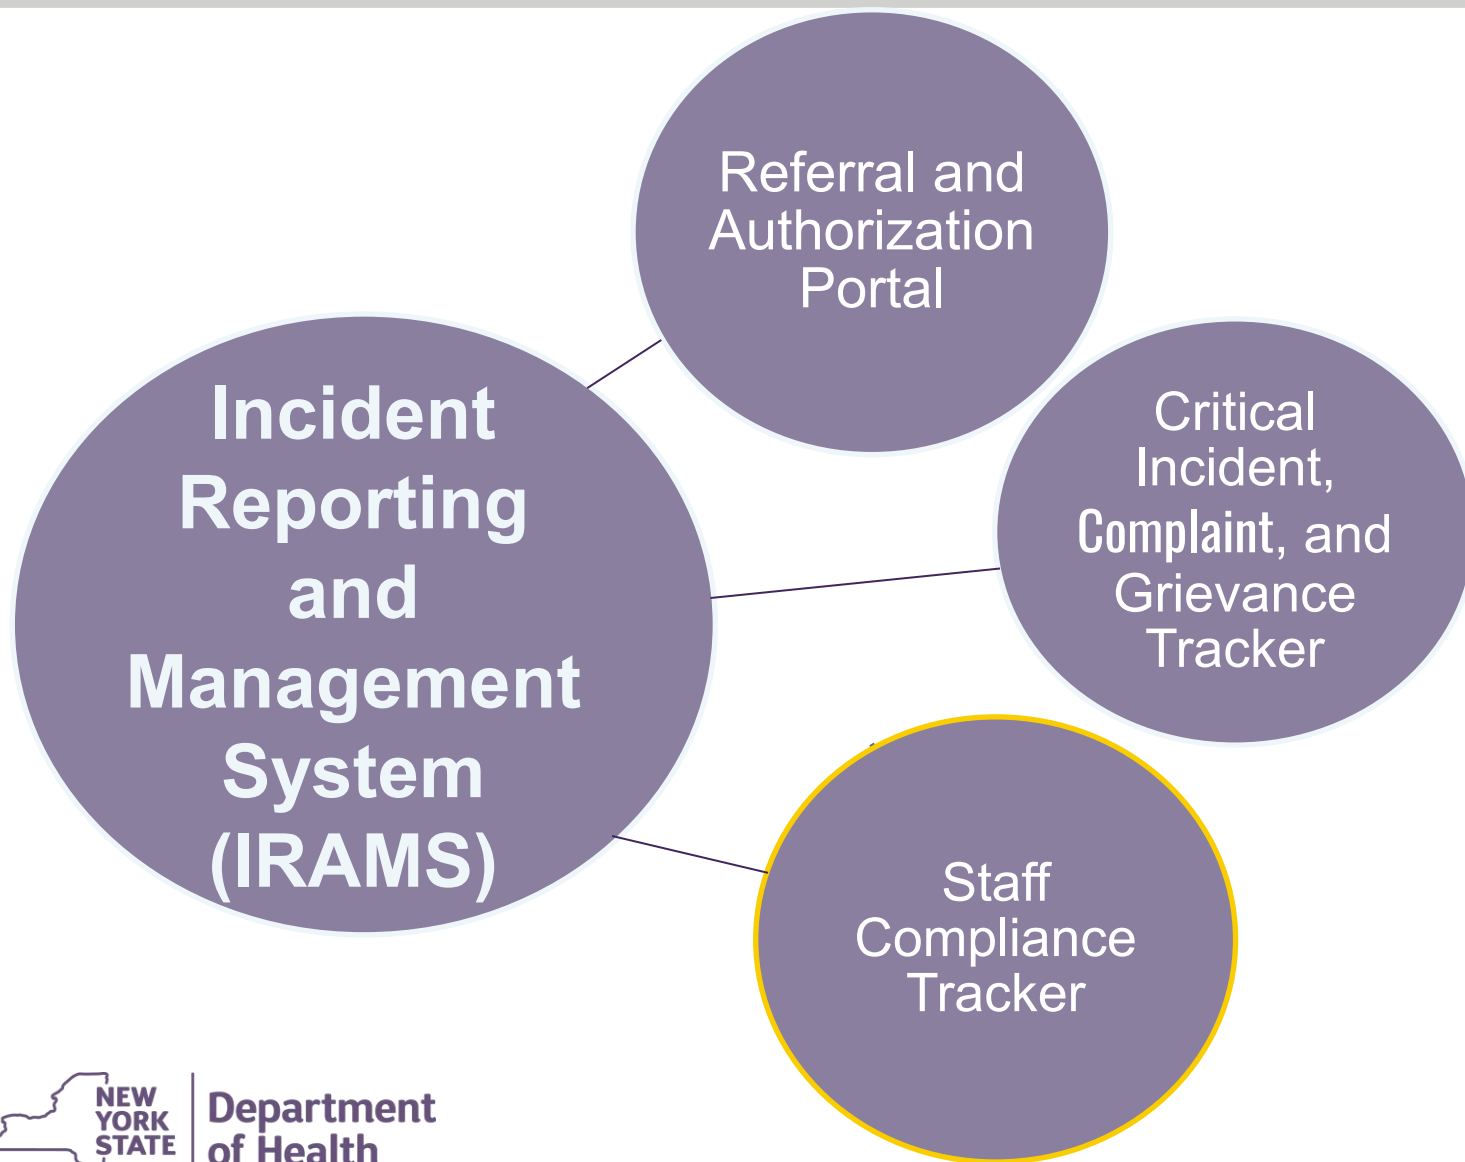 Referral and
Authorization
Portal
Incident
Reporting
and
Management
System
(IRAMS)
Critical
Incident,
Complaint, and
Grievance
Tracker
Staff
Compliance
Tracker
NEW
YORK
STATE
Department
of Health